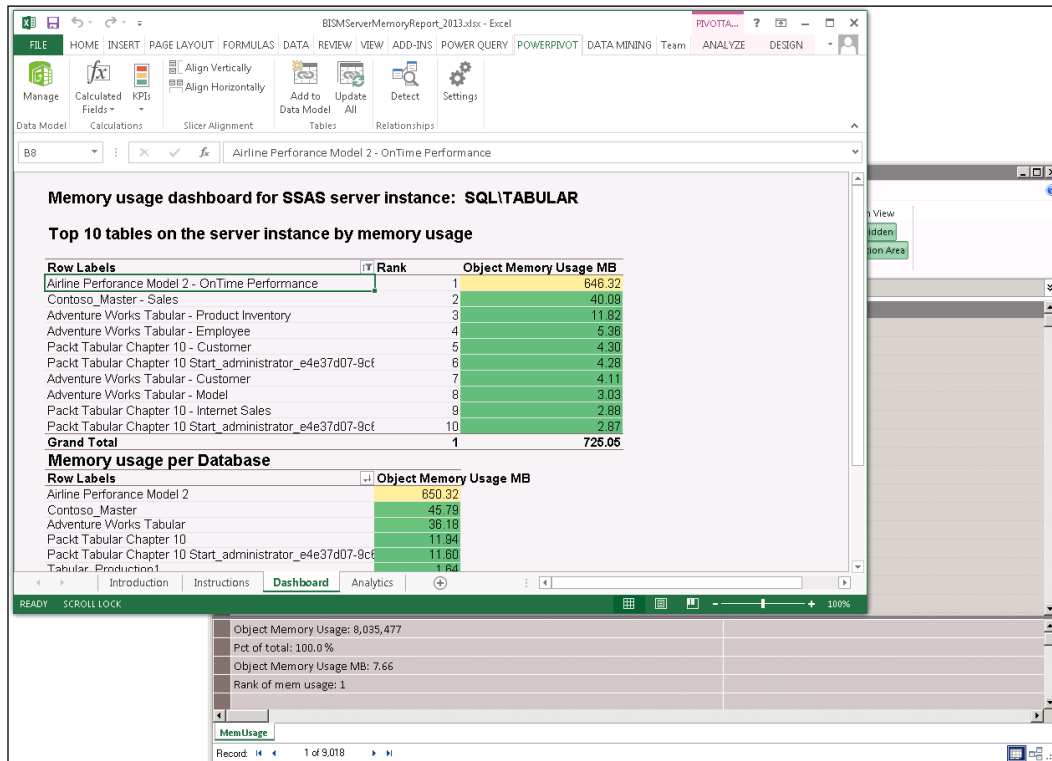 BISMServerMemoryReport_2013.xlsx - Excel
PIVOTTA...
FILE HOME INSERT PAGE LAYOUT FORMULAS DATA REVIEW VIEW ADD-INS POWER QUERY POWERPIVOT DATA MINING Team ANALYZE DESIGN
Manage
Calculated Fields
KPIs
Align Vertically
Align Horizontally
Add to Data Model
Update All
Detect
Settings
Data Model Calculations Slicer Alignment Tables Relationships
B8 fx Airline Perforance Model 2 - OnTime Performance
Memory usage dashboard for SSAS server instance: SQL\TABULAR
Top 10 tables on the server instance by memory usage
Row Labels Rank Object Memory Usage MB
Airline Perforance Model 2 - OnTime Performance 1 646.32
Contoso_Master - Sales 2 40.09
Adventure Works Tabular - Product Inventory 3 11.82
Adventure Works Tabular - Employee 4 5.36
Packt Tabular Chapter 10 - Customer 5 4.30
Packt Tabular Chapter 10 Start_administrator_e4e37d07-9c6 6 4.28
Adventure Works Tabular - Customer 7 4.11
Adventure Works Tabular - Model 8 3.03
Packt Tabular Chapter 10 - Internet Sales 9 2.88
Packt Tabular Chapter 10 Start_administrator_e4e37d07-9c6 10 2.87
Grand Total 1 725.05
Memory usage per Database
Row Labels Object Memory Usage MB
Airline Perforance Model 2 650.32
Contoso_Master 45.79
Adventure Works Tabular 36.18
Packt Tabular Chapter 10 11.94
Packt Tabular Chapter 10 Start_administrator_e4e37d07-9c6 11.60
Tabular_Production1 1.64
Introduction Instructions Dashboard Analytics
READY SCROLL LOCK 100%
View
idden
ion Area
Object Memory Usage: 8,035,477
Pct of total: 100.0 %
Object Memory Usage MB: 7.66
Rank of mem usage: 1
MemUsage
Record: 1 of 9,018